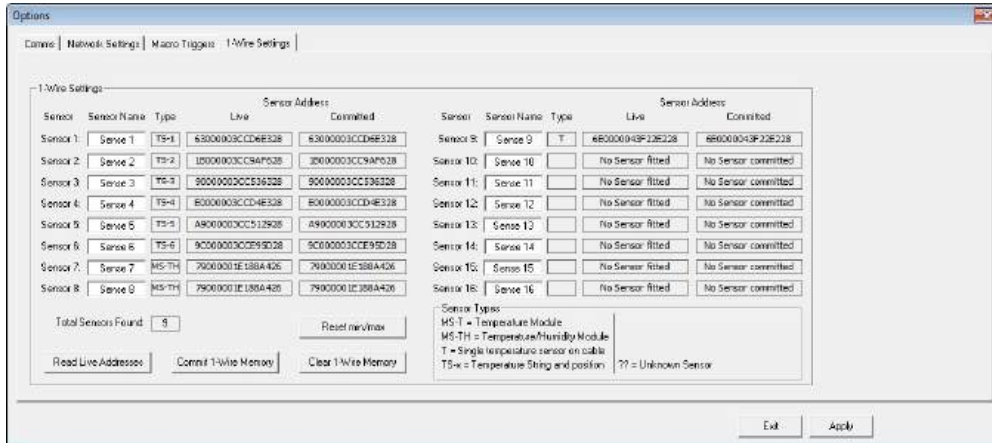 Options
Comms Network Settings Macro Triggers 1-Wire Settings
1-Wire Settings
Sensor Address Sensor Address
Sensor Sensor Name Type Live Committed Sensor Sensor Name Type Live Committed
Sensor 1: Sense 1 TS-1 63000003CCD6E328 63000003CCD6E328 Sensor 9: Sense 9 T 6B0000043F22E228 6B0000043F22E228
Sensor 2: Sense 2 TS-2 1B000003CC9AF628 1B000003CC9AF628 Sensor 10: Sense 10 No Sensor fitted No Sensor committed
Sensor 3: Sense 3 TS-3 90000003CC536328 90000003CC536328 Sensor 11: Sense 11 No Sensor fitted No Sensor committed
Sensor 4: Sense 4 TS-4 E0000003CCD4E328 E0000003CCD4E328 Sensor 12: Sense 12 No Sensor fitted No Sensor committed
Sensor 5: Sense 5 TS-5 A9000003CC512928 A9000003CC512928 Sensor 13: Sense 13 No Sensor fitted No Sensor committed
Sensor 6: Sense 6 TS-6 9C000003CCE95D28 9C000003CCE95D28 Sensor 14: Sense 14 No Sensor fitted No Sensor committed
Sensor 7: Sense 7 MS-TH 79000001E188A426 79000001E188A426 Sensor 15: Sense 15 No Sensor fitted No Sensor committed
Sensor 8: Sense 8 MS-TH 79000001E188A426 79000001E188A426 Sensor 16: Sense 16 No Sensor fitted No Sensor committed
Total Sensors Found: 9 Reset min/max
Read Live Addresses Commit 1-Wire Memory Clear 1-Wire Memory
Sensor Types
MS-T = Temperature Module
MS-TH = Temperature/Humidity Module
T = Single temperature sensor on cable
TS-x = Temperature String and position ?? = Unknown Sensor
Exit Apply